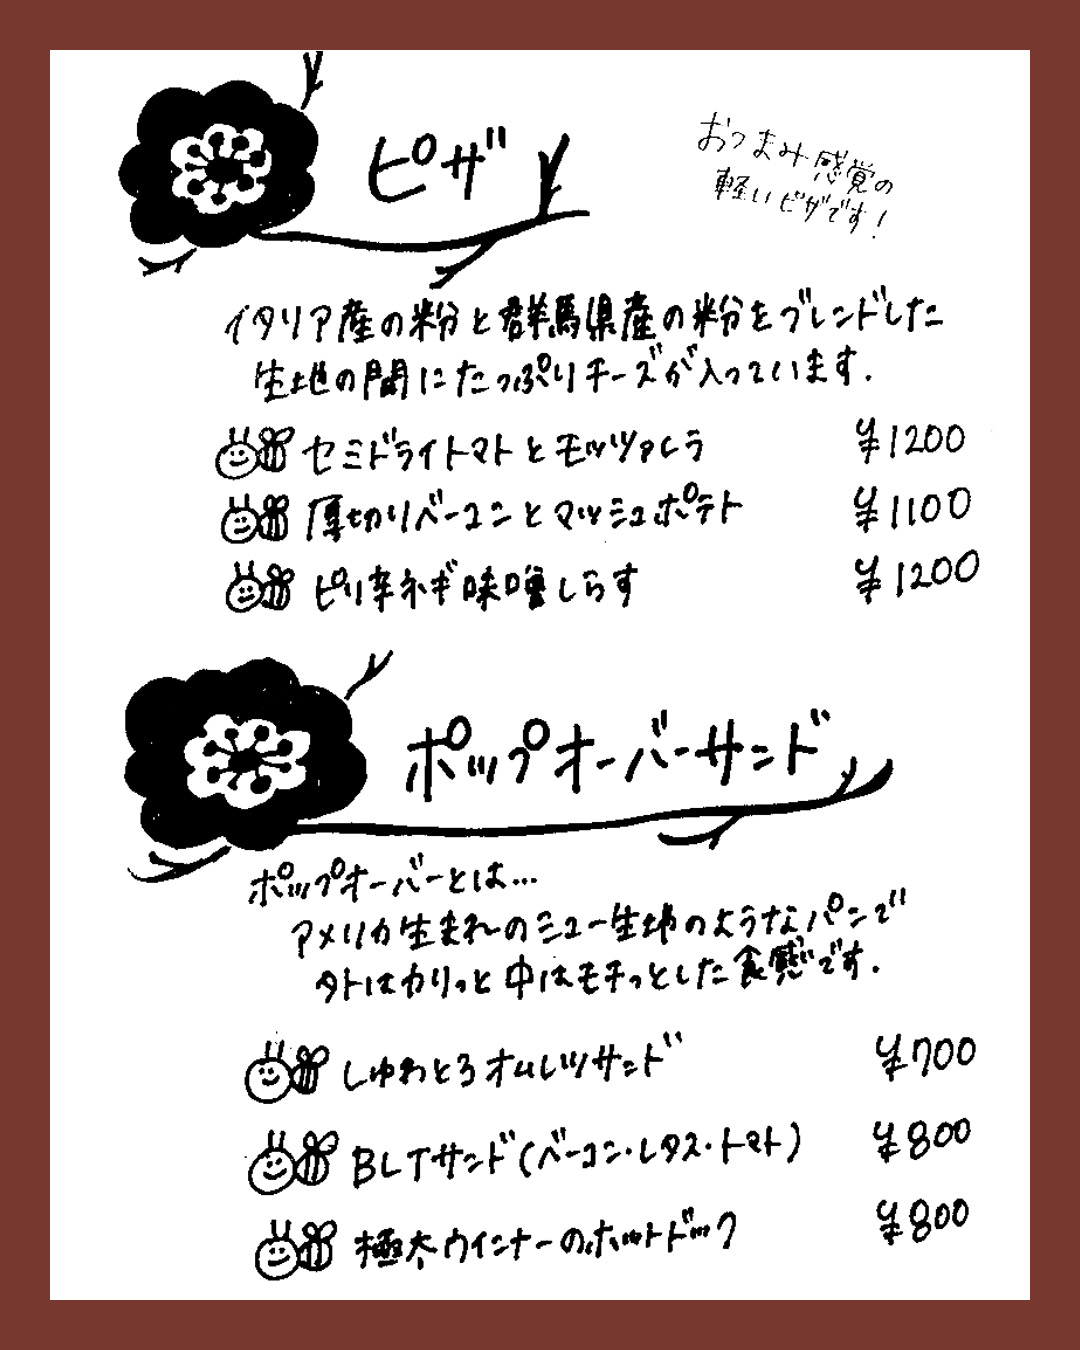 ピザ
おつまみ感覚の
軽いピザです!
イタリア産の粉と群馬県産の粉をブレンドした
生地の間にたっぷりチーズが入っています.
セミドライトマトとモッツァレラ ¥1200
厚切りベーコンとマッシュポテト ¥1100
ピリ辛ネギ味噌しらす ¥1200
ポップオーバーサンド
ポップオーバーとは...
アメリカ生まれのシュー生地のようなパンで
外はカリっと中はモチっとした食感です.
しゅわとろオムレツサンド ¥700
BLTサンド(ベーコン・レタス・トマト) ¥800
極太ウインナーのホットドック ¥800